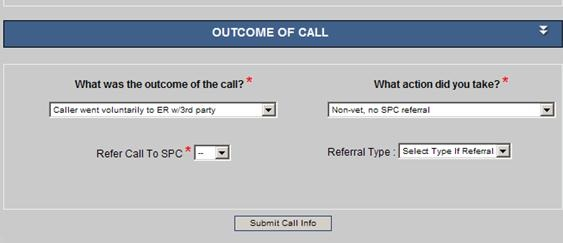 OUTCOME OF CALL
What was the outcome of the call? * What action did you take? *
Caller went voluntarily to ER w/3rd party Non-vet, no SPC referral
Refer Call To SPC * -- Referral Type : Select Type If Referral
Submit Call Info